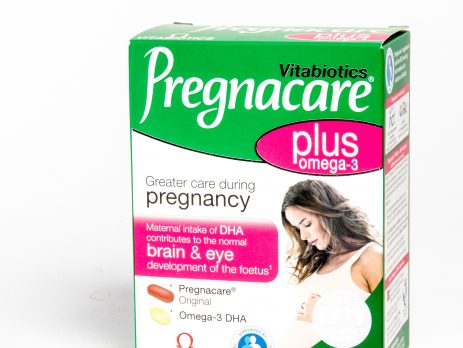 Vitabiotics
Pregnacare®
plus
omega-3
Greater care during
pregnancy
Maternal intake of DHA
contributes to the normal
brain & eye
development of the foetus¹
Pregnacare®
Original
Omega-3 DHA